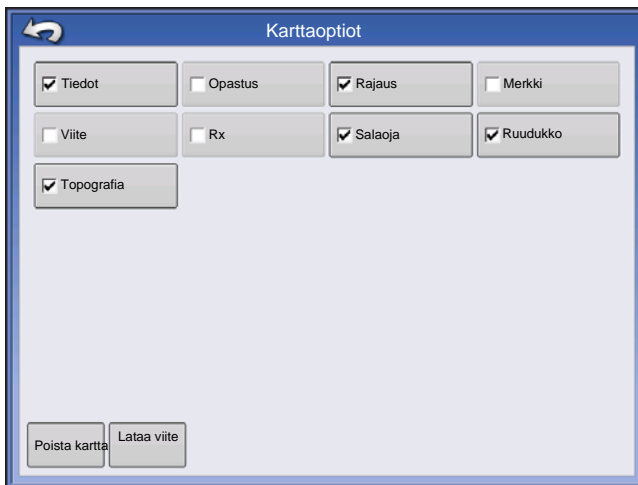 Karttaoptiot
Tiedot
Opastus
Rajaus
Merkki
Viite
Rx
Salaoja
Ruudukko
Topografia
Poista kartta
Lataa viite